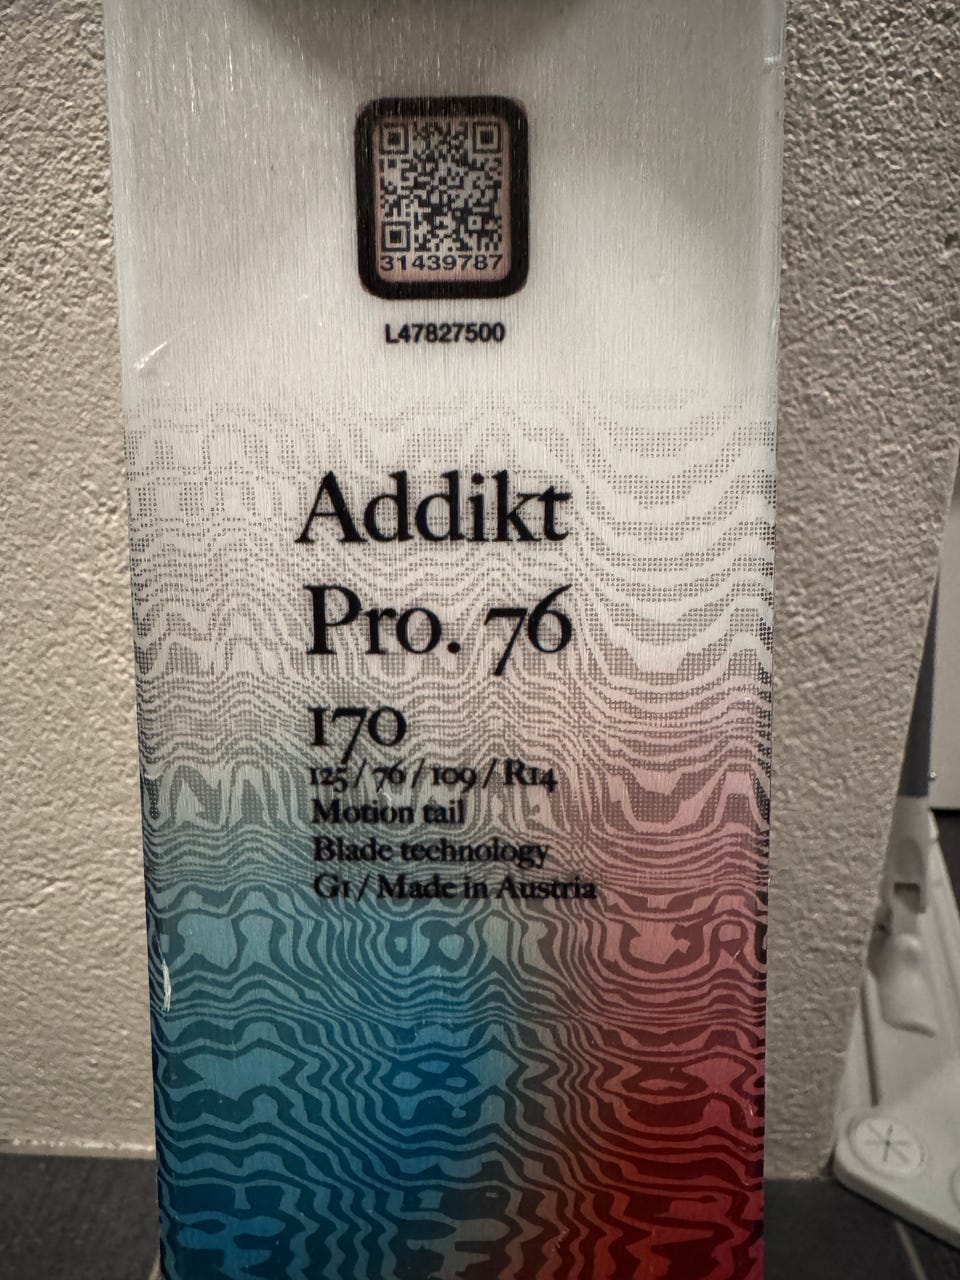 31439787
L47827500
Addikt
Pro. 76
170
125 / 76 / 109 / R14
Motion tail
Blade technology
G1 / Made in Austria